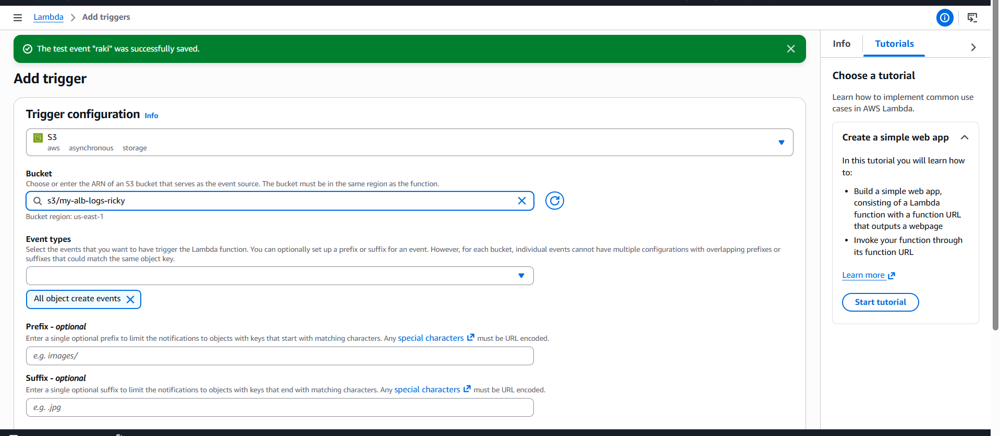 Lambda > Add triggers
The test event "raki" was successfully saved.
Add trigger
Trigger configuration Info
S3
aws asynchronous storage
Bucket
Choose or enter the ARN of an S3 bucket that serves as the event source. The bucket must be in the same region as the function.
s3/my-alb-logs-ricky
Bucket region: us-east-1
Event types
Select the events that you want to have trigger the Lambda function. You can optionally set up a prefix or suffix for an event. However, for each bucket, individual events cannot have multiple configurations with overlapping prefixes or
suffixes that could match the same object key.
All object create events
Prefix - optional
Enter a single optional prefix to limit the notifications to objects with keys that start with matching characters. Any special characters must be URL encoded.
e.g. images/
Suffix - optional
Enter a single optional suffix to limit the notifications to objects with keys that end with matching characters. Any special characters must be URL encoded.
e.g. .jpg
Info Tutorials
Choose a tutorial
Learn how to implement common use
cases in AWS Lambda.
Create a simple web app
In this tutorial you will learn how
to:
• Build a simple web app,
consisting of a Lambda
function with a function URL
that outputs a webpage
• Invoke your function through
its function URL
Learn more
Start tutorial